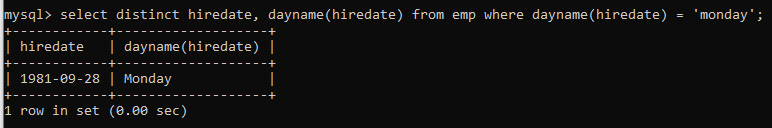 mysql> select distinct hiredate, dayname(hiredate) from emp where dayname(hiredate) = 'monday';
+------------+-------------------+
| hiredate   | dayname(hiredate) |
+------------+-------------------+
| 1981-09-28 | Monday            |
+------------+-------------------+
1 row in set (0.00 sec)